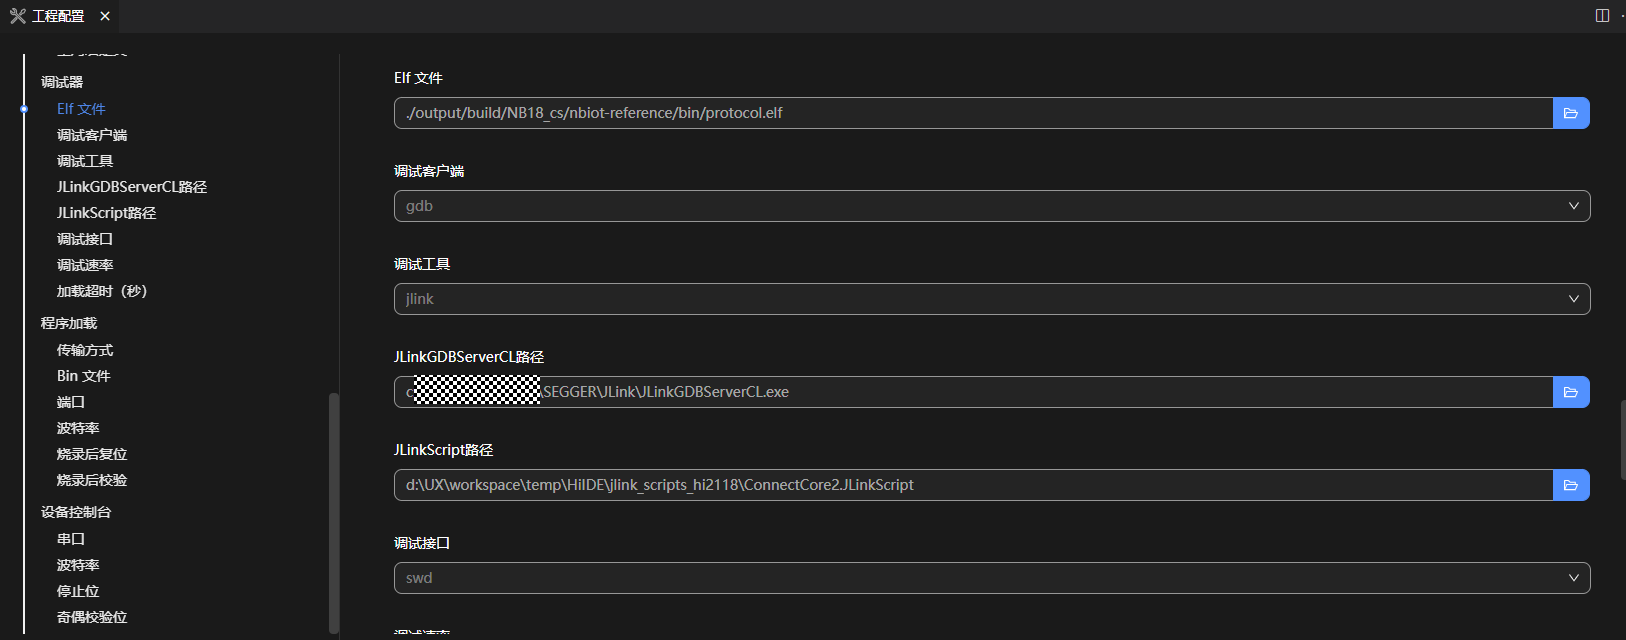 工程配置
调试器
Elf 文件
调试客户端
调试工具
JLinkGDBServerCL路径
JLinkScript路径
调试接口
调试速率
加载超时（秒）
程序加载
传输方式
Bin 文件
端口
波特率
烧录后复位
烧录后校验
设备控制台
串口
波特率
停止位
奇偶校验位
Elf 文件
./output/build/NB18_cs/nbiot-reference/bin/protocol.elf
调试客户端
gdb
调试工具
jlink
JLinkGDBServerCL路径
c \SEGGER\JLink\JLinkGDBServerCL.exe
JLinkScript路径
d:\UX\workspace\temp\HiIDE\jlink_scripts_hi2118\ConnectCore2.JLinkScript
调试接口
swd
调试速率